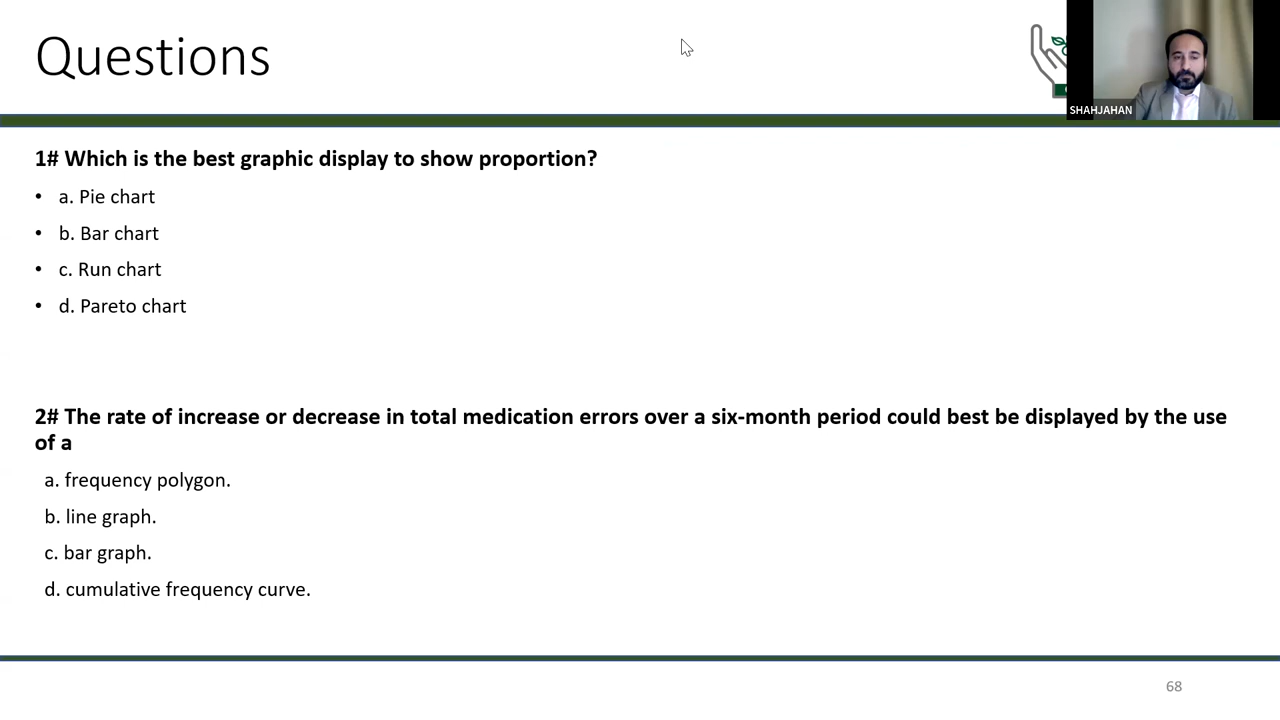 Questions
SHAHJAHAN
1# Which is the best graphic display to show proportion?
• a. Pie chart
• b. Bar chart
• c. Run chart
• d. Pareto chart
2# The rate of increase or decrease in total medication errors over a six-month period could best be displayed by the use
of a
a. frequency polygon.
b. line graph.
c. bar graph.
d. cumulative frequency curve.
68